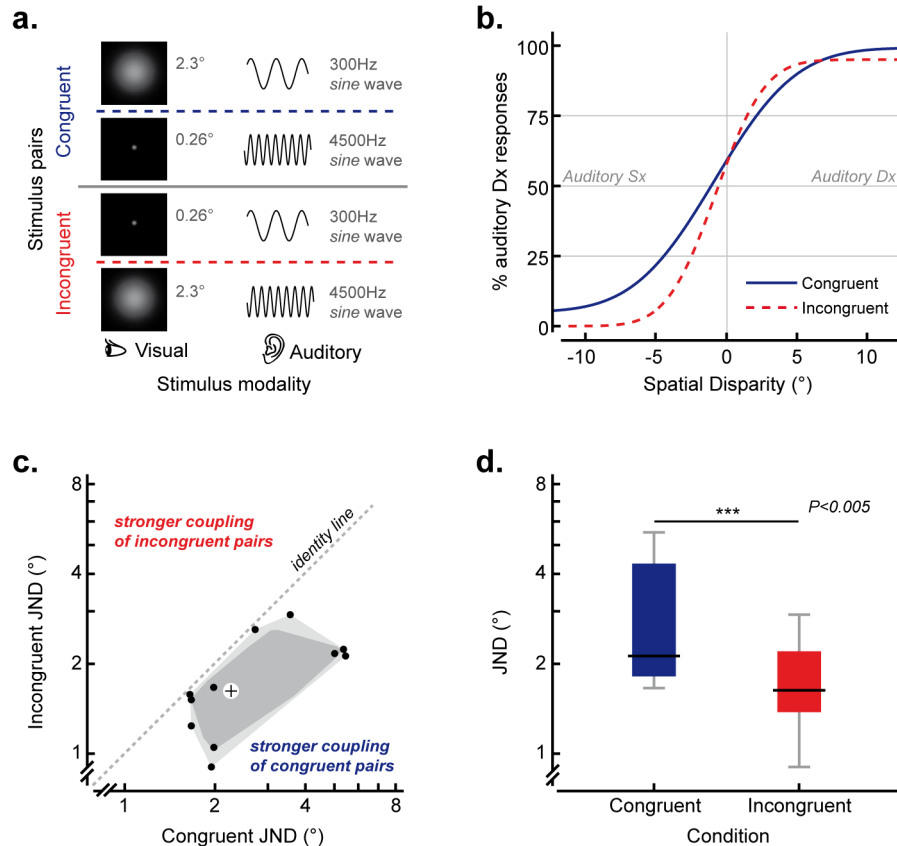 a.
Stimulus pairs
Congruent
Incongruent
2.3°
300Hz
sine wave
0.26°
4500Hz
sine wave
0.26°
300Hz
sine wave
2.3°
4500Hz
sine wave
Visual
Auditory
Stimulus modality
b.
% auditory Dx responses
100
75
50
25
0
Auditory Sx
Auditory Dx
Congruent
Incongruent
-10
-5
0
5
10
Spatial Disparity (°)
c.
Incongruent JND (°)
8
4
2
1
stronger coupling
of incongruent pairs
identity line
stronger coupling
of congruent pairs
1
2
4
8
Congruent JND (°)
d.
JND (°)
8
4
2
1
***
P<0.005
Congruent
Incongruent
Condition